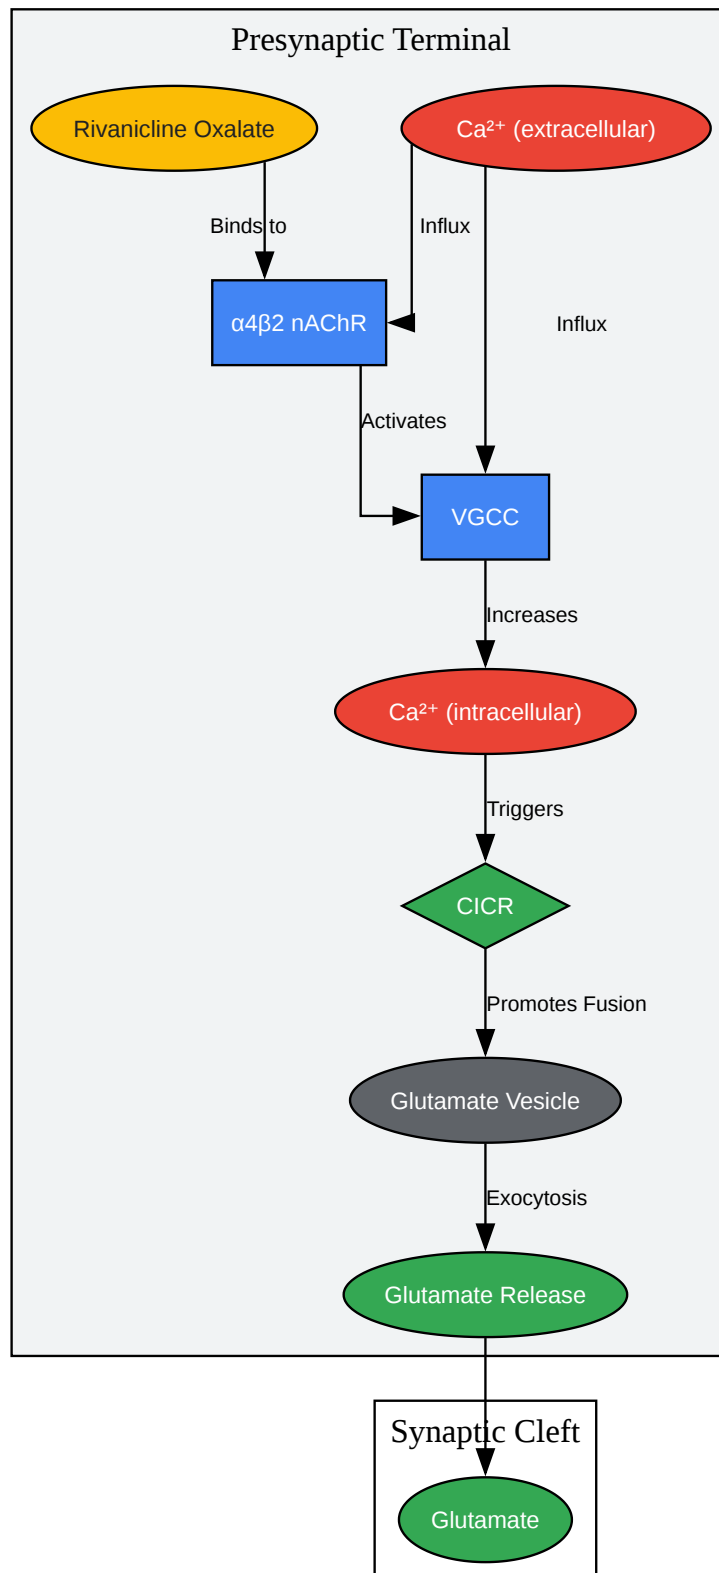 Presynaptic Terminal
Rivanicline Oxalate
Ca²⁺ (extracellular)
Binds to
Influx
α4β2 nAChR
Influx
Activates
VGCC
Increases
Ca²⁺ (intracellular)
Triggers
CICR
Promotes Fusion
Glutamate Vesicle
Exocytosis
Glutamate Release
Synaptic Cleft
Glutamate